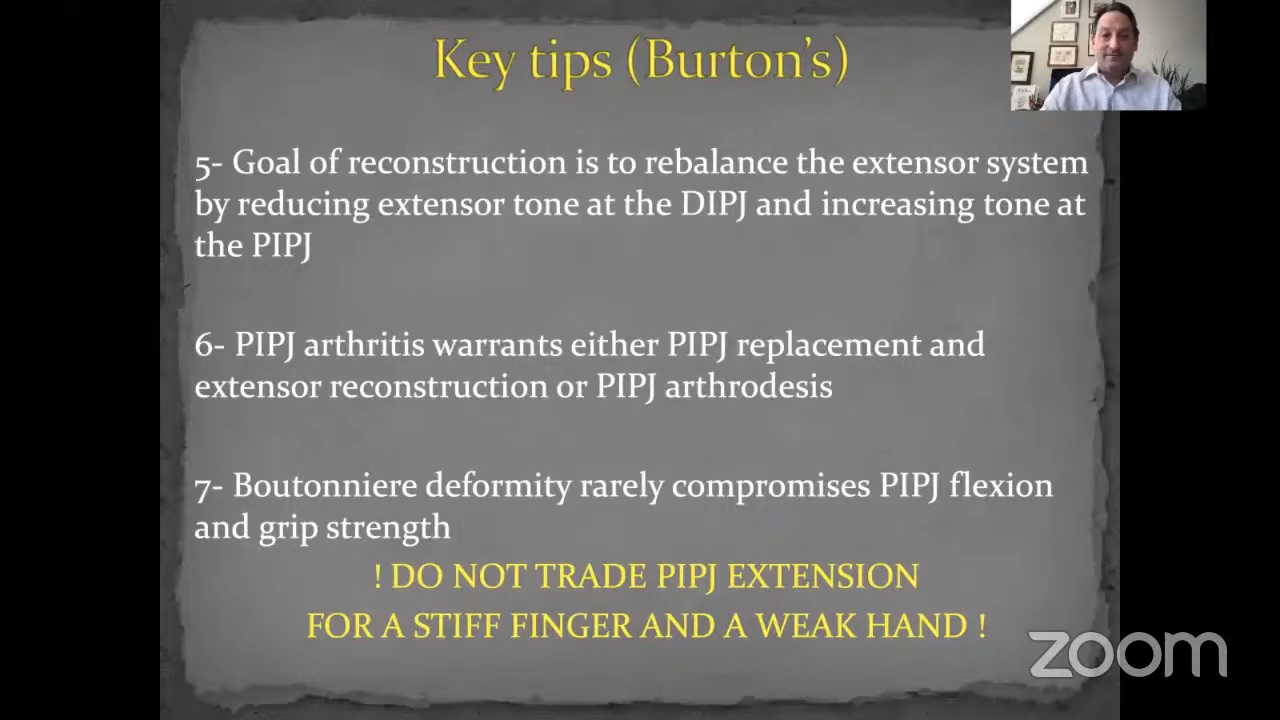 Key tips (Burton's)
5- Goal of reconstruction is to rebalance the extensor system
by reducing extensor tone at the DIPJ and increasing tone at
the PIPJ
6- PIPJ arthritis warrants either PIPJ replacement and
extensor reconstruction or PIPJ arthrodesis
7- Boutonniere deformity rarely compromises PIPJ flexion
and grip strength
! DO NOT TRADE PIPJ EXTENSION
FOR A STIFF FINGER AND A WEAK HAND !
zoom